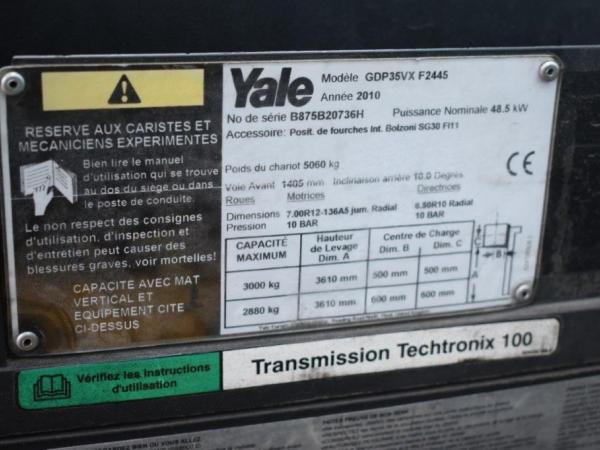 RESERVE AUX CARISTES ET
MECANICIENS EXPERIMENTES
Bien lire le manuel
d'utilisation qui se trouve
au dos du siège ou dans
le poste de conduite.
Le non respect des consignes
d'utilisation, d'inspection et
d'entretien peut causer des
blessures graves, voir mortelles!
CAPACITE AVEC MAT
VERTICAL ET
EQUIPEMENT CITE
CI-DESSUS
Yale Modèle GDP35VX F2445
Année 2010
No de série B875B20736H Puissance Nominale 48.5 kW
Accessoire: Posit. de fourches Int. Bolzoni SG30 FI11
Poids du chariot 5060 kg
CE
Voie Avant 1405 mm Inclinaison arrière 10.0 Degrés
Roues Motrices Directrices
Dimensions 7.00R12-136A5 jum. Radial 6.50R10 Radial
Pression 10 BAR 10 BAR
CAPACITÉ MAXIMUM Hauteur de Levage Dim. A Centre de Charge Dim. B Dim. C
3000 kg 3610 mm 500 mm 500 mm
2880 kg 3610 mm 600 mm 600 mm
C
B
A
Vérifiez les instructions
d'utilisation
Transmission Techtronix 100